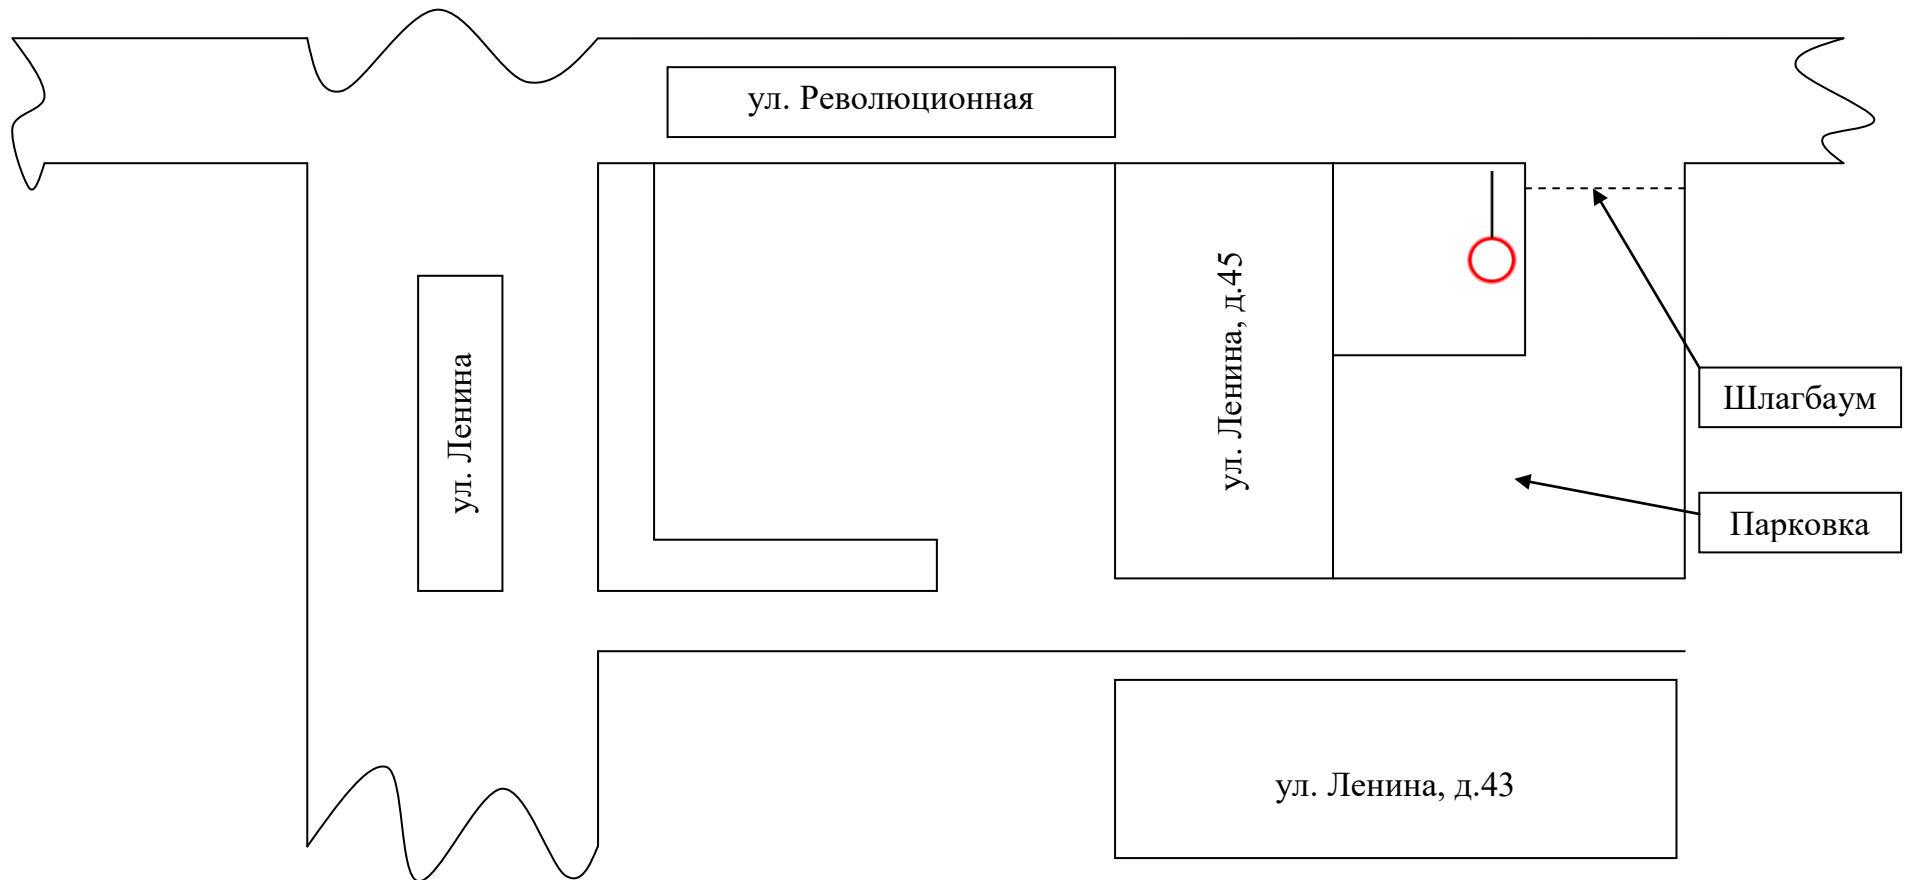 ул. Революционная
ул. Ленина
ул. Ленина, д.45
Шлагбаум
Парковка
ул. Ленина, д.43